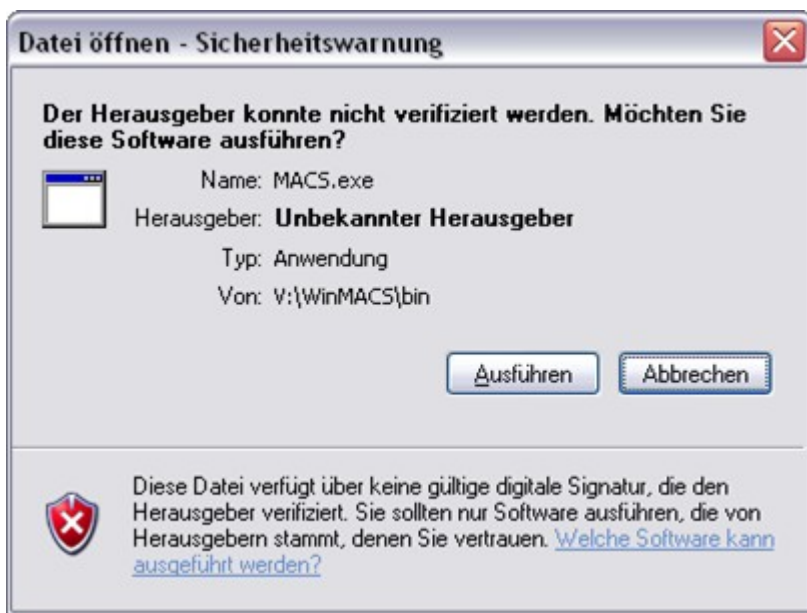 Datei öffnen - Sicherheitswarnung
Der Herausgeber konnte nicht verifiziert werden. Möchten Sie
diese Software ausführen?
Name: MACS.exe
Herausgeber: Unbekannter Herausgeber
Typ: Anwendung
Von: V:\WinMACS\bin
Ausführen Abbrechen
Diese Datei verfügt über keine gültige digitale Signatur, die den
Herausgeber verifiziert. Sie sollten nur Software ausführen, die von
Herausgebern stammt, denen Sie vertrauen. Welche Software kann
ausgeführt werden?